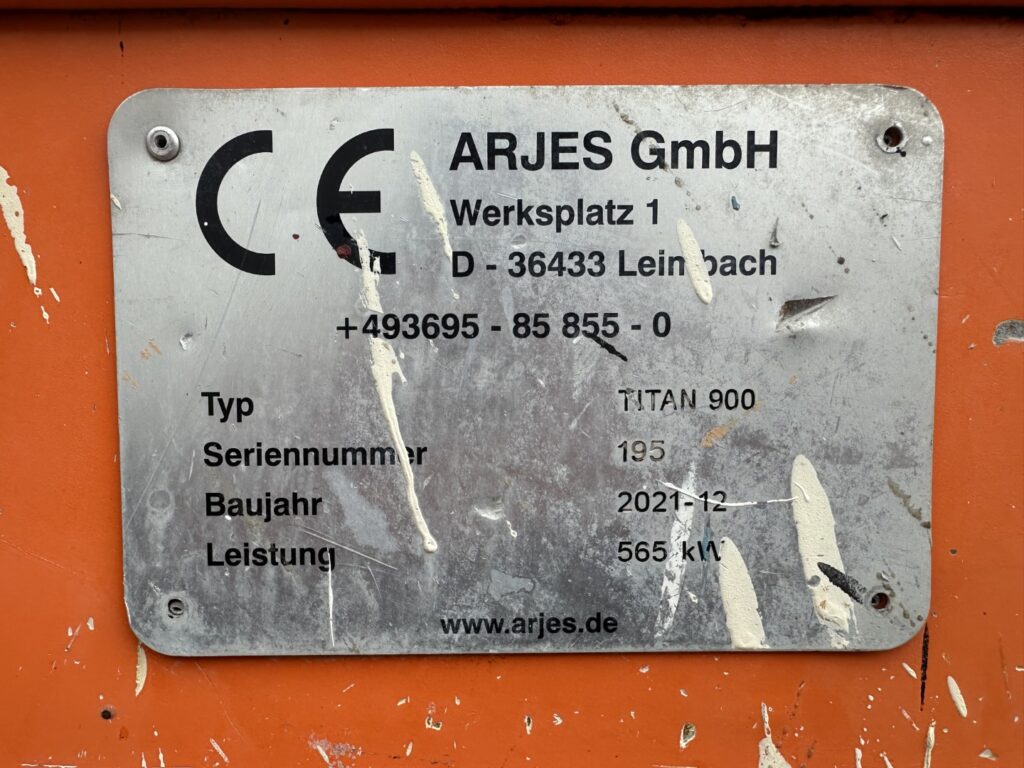 CE
ARJES GmbH
Werksplatz 1
D - 36433 Leimbach
+493695 - 85 855 - 0
Typ TITAN 900
Seriennummer 195
Baujahr 2021-12
Leistung 565 kW
www.arjes.de